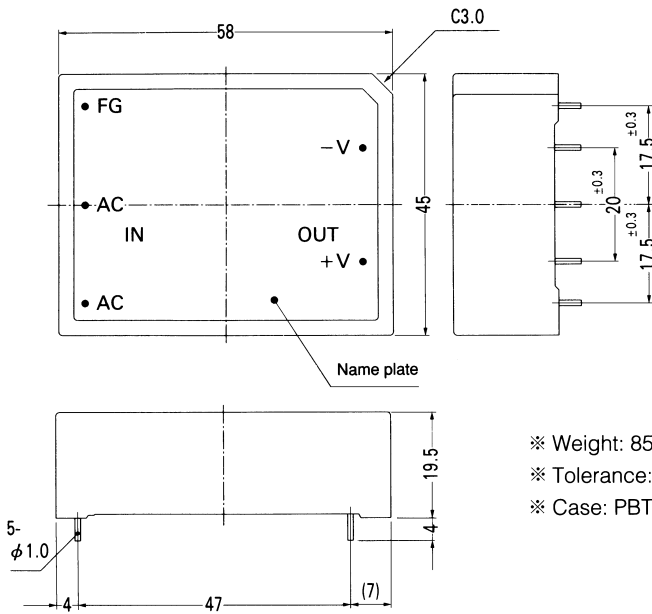 58
C3.0
FG
−V
AC
IN
OUT
+V
AC
45
17.5 ±0.3
20 ±0.3
17.5 ±0.3
Name plate
19.5
4
5-
φ1.0
4
47
(7)
※ Weight: 85
※ Tolerance:
※ Case: PBT